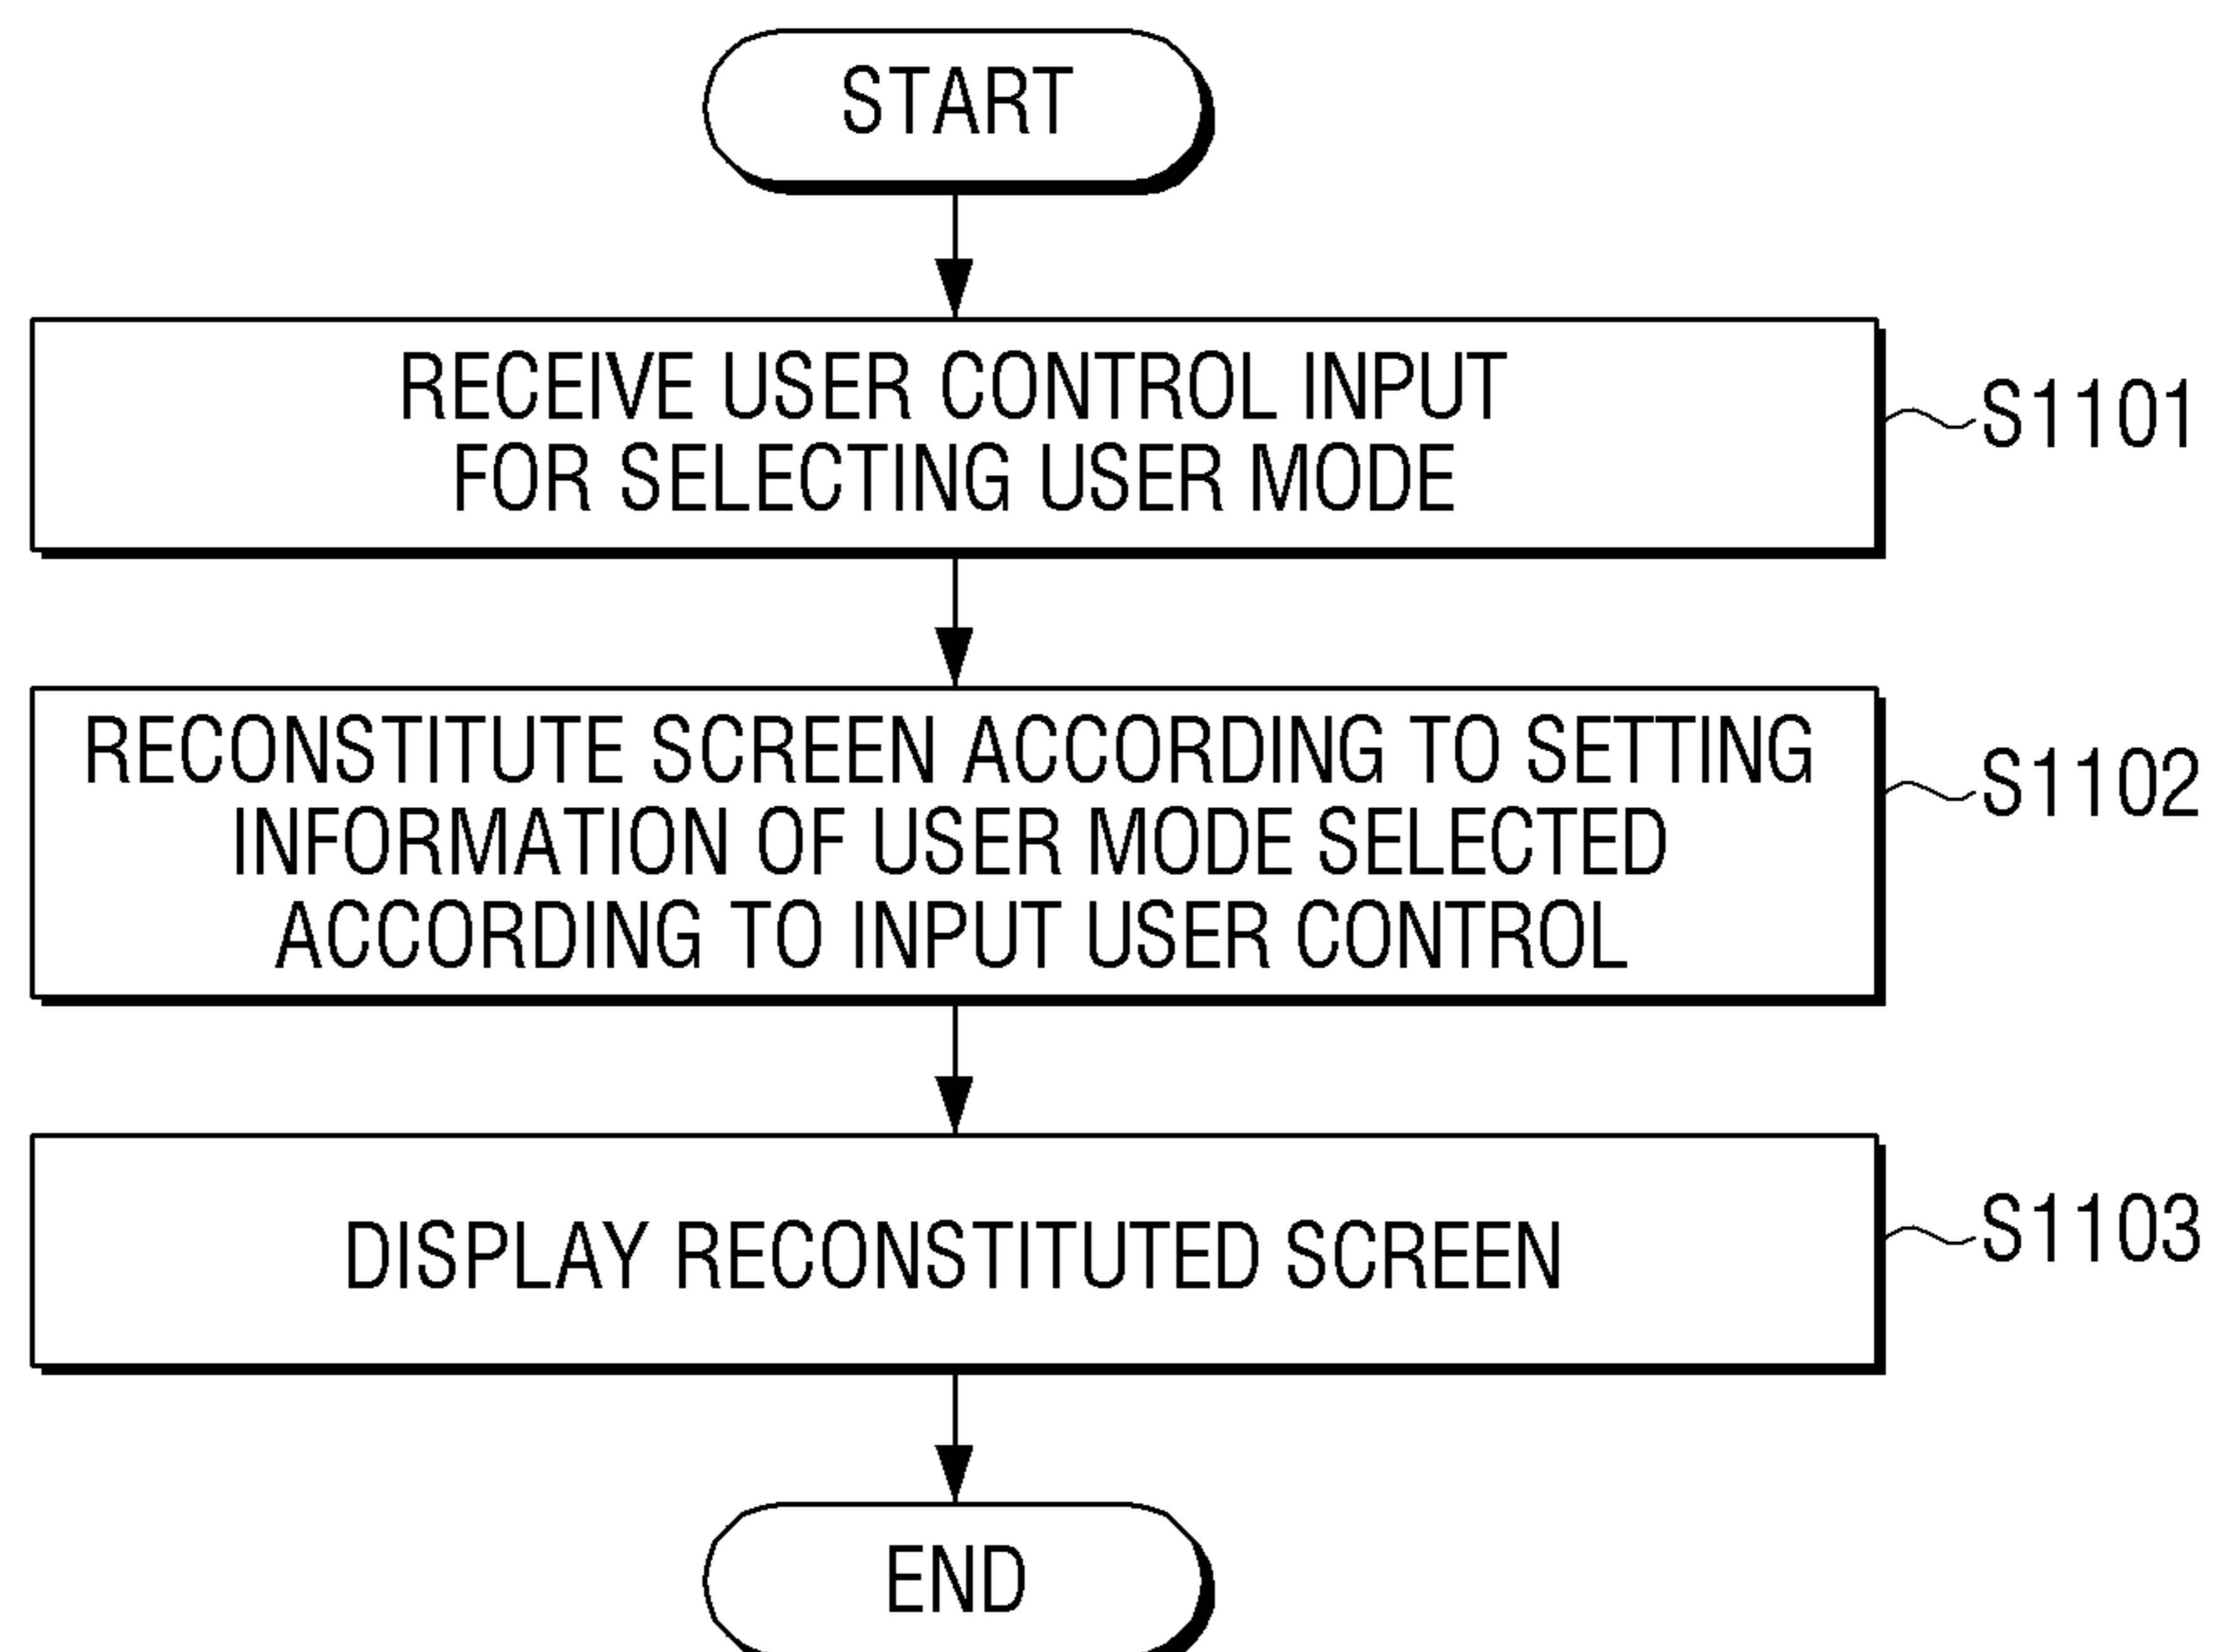 START
RECEIVE USER CONTROL INPUT
FOR SELECTING USER MODE
S1101
RECONSTITUTE SCREEN ACCORDING TO SETTING
INFORMATION OF USER MODE SELECTED
ACCORDING TO INPUT USER CONTROL
S1102
DISPLAY RECONSTITUTED SCREEN
S1103
END